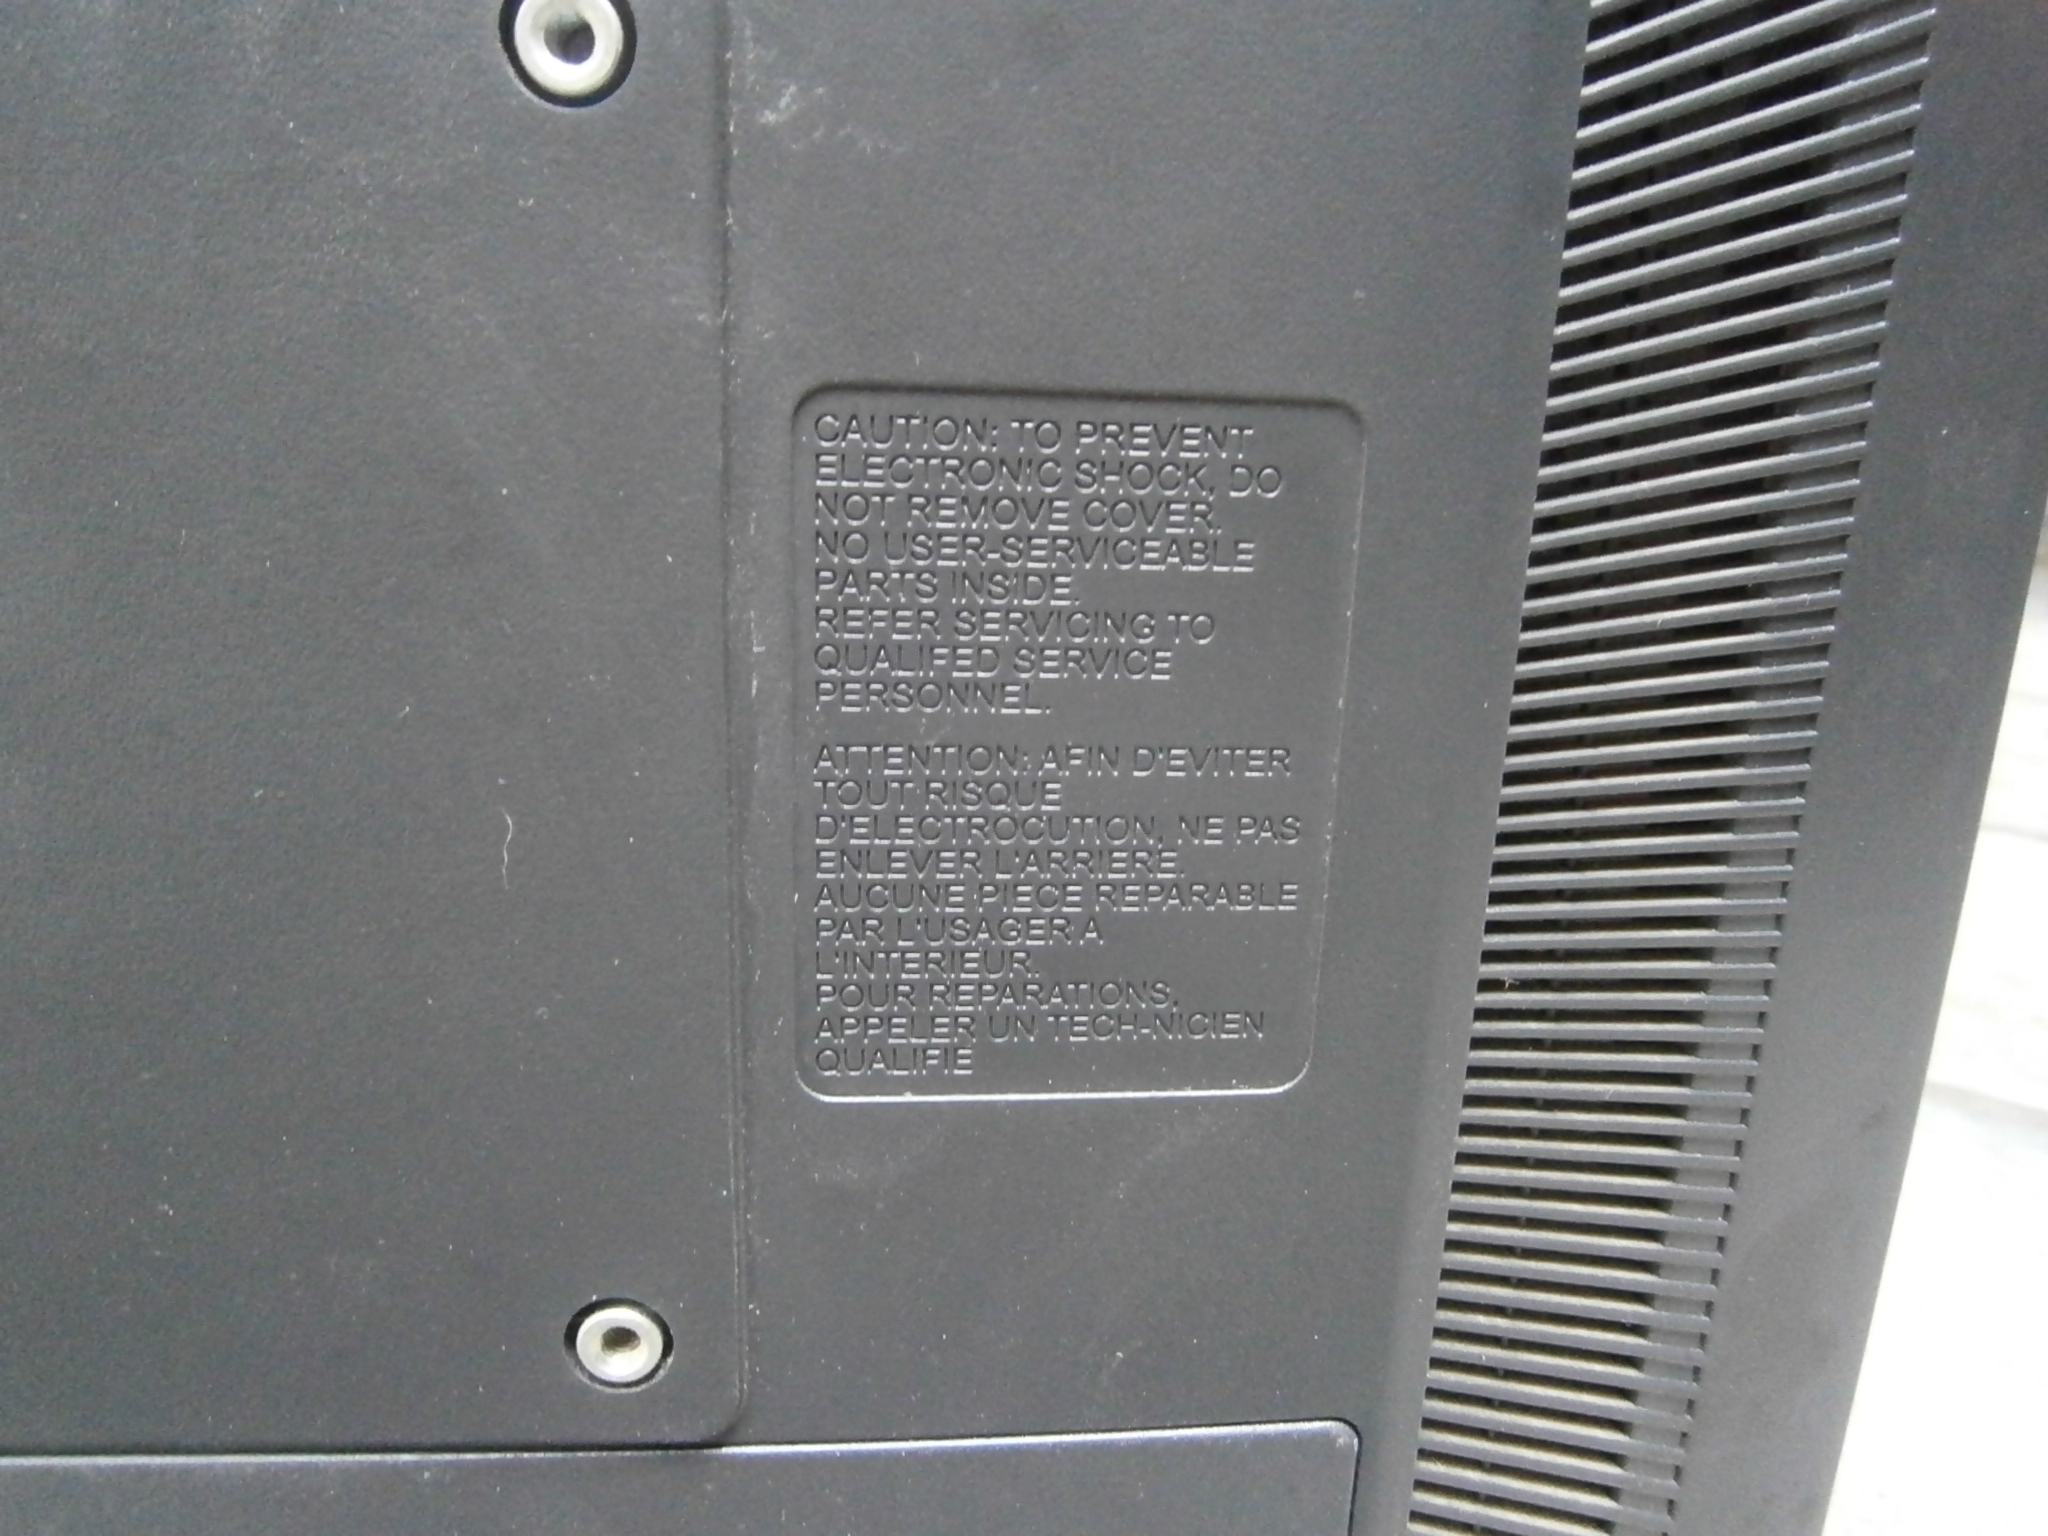 CAUTION: TO PREVENT
ELECTRONIC SHOCK, DO
NOT REMOVE COVER.
NO USER-SERVICEABLE
PARTS INSIDE.
REFER SERVICING TO
QUALIFED SERVICE
PERSONNEL.
ATTENTION: AFIN D'EVITER
TOUT RISQUE
D'ELECTROCUTION, NE PAS
ENLEVER L'ARRIERE.
AUCUNE PIECE REPARABLE
PAR L'USAGER A
L'INTERIEUR.
POUR REPARATIONS,
APPELER UN TECH-NICIEN
QUALIFIE